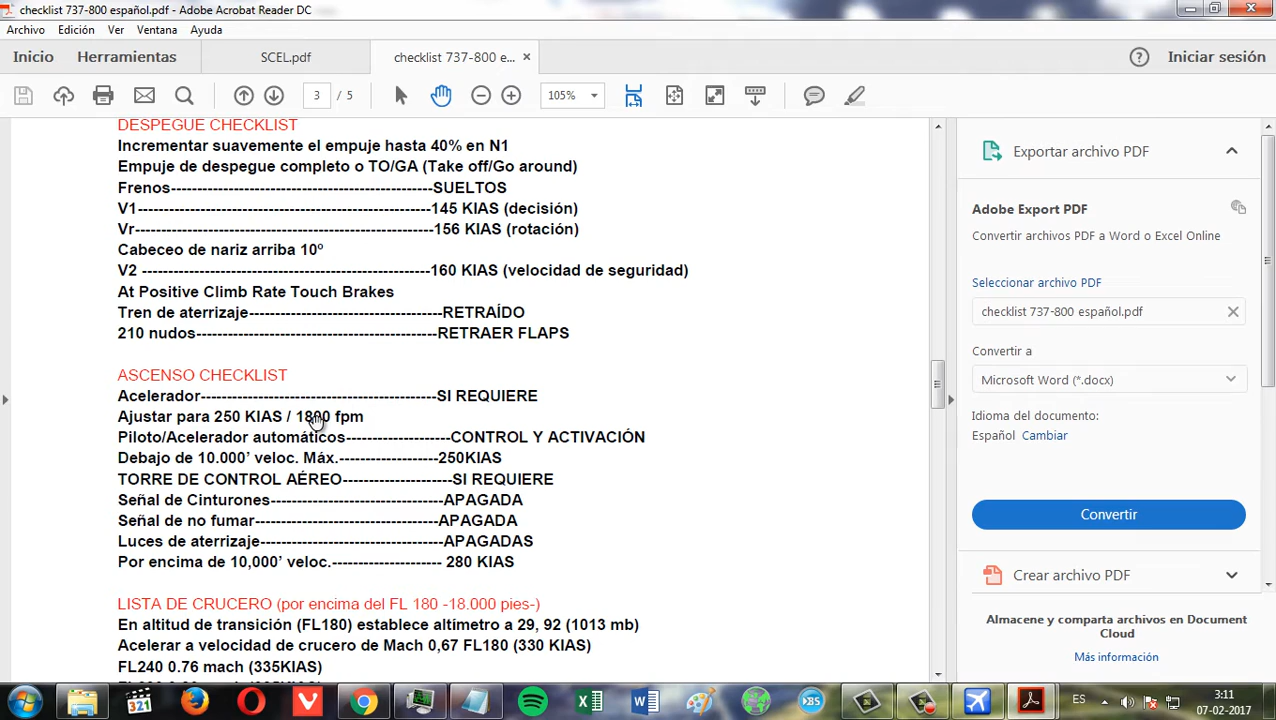 checklist 737-800 español.pdf - Adobe Acrobat Reader DC
Archivo Edición Ver Ventana Ayuda
Inicio Herramientas SCEL.pdf checklist 737-800 e... × ? Iniciar sesión
3 / 5 105%
DESPEGUE CHECKLIST
Incrementar suavemente el empuje hasta 40% en N1
Empuje de despegue completo o TO/GA (Take off/Go around)
Frenos--------------------------------------------------SUELTOS
V1--------------------------------------------------------145 KIAS (decisión)
Vr---------------------------------------------------------156 KIAS (rotación)
Cabeceo de nariz arriba 10º
V2 -------------------------------------------------------160 KIAS (velocidad de seguridad)
At Positive Climb Rate Touch Brakes
Tren de aterrizaje-------------------------------------RETRAÍDO
210 nudos----------------------------------------------RETRAER FLAPS
ASCENSO CHECKLIST
Acelerador---------------------------------------------SI REQUIERE
Ajustar para 250 KIAS / 1800 fpm
Piloto/Acelerador automáticos--------------------CONTROL Y ACTIVACIÓN
Debajo de 10.000’ veloc. Máx.-------------------250KIAS
TORRE DE CONTROL AÉREO---------------------SI REQUIERE
Señal de Cinturones---------------------------------APAGADA
Señal de no fumar-----------------------------------APAGADA
Luces de aterrizaje-----------------------------------APAGADAS
Por encima de 10,000’ veloc.--------------------- 280 KIAS
LISTA DE CRUCERO (por encima del FL 180 -18.000 pies-)
En altitud de transición (FL180) establece altímetro a 29, 92 (1013 mb)
Acelerar a velocidad de crucero de Mach 0,67 FL180 (330 KIAS)
FL240 0.76 mach (335KIAS)
Exportar archivo PDF
Adobe Export PDF
Convertir archivos PDF a Word o Excel Online
Seleccionar archivo PDF
checklist 737-800 español.pdf
Convertir a
Microsoft Word (*.docx)
Idioma del documento:
Español Cambiar
Convertir
Crear archivo PDF
Almacene y comparta archivos en Document
Cloud
Más información
321
ES
3:11
07-02-2017